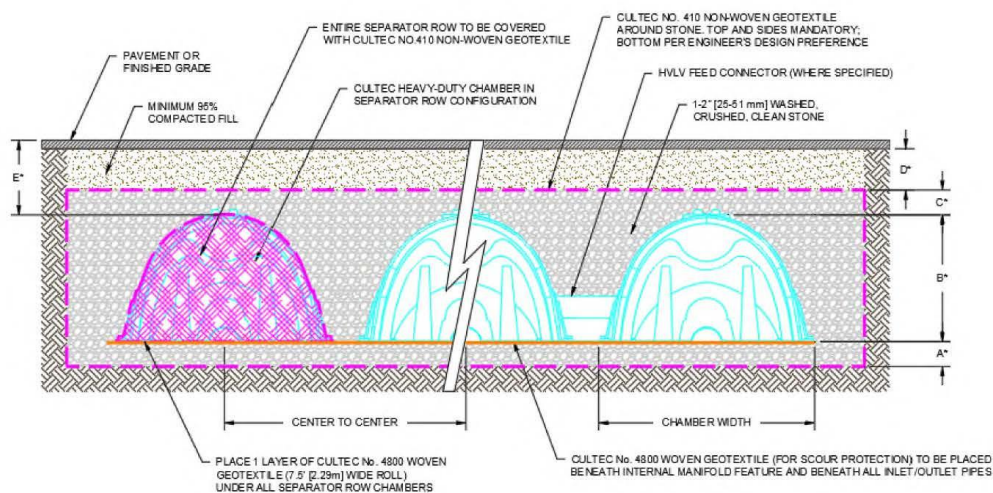 ENTIRE SEPARATOR ROW TO BE COVERED
WITH CULTEC NO.410 NON-WOVEN GEOTEXTILE
CULTEC NO. 410 NON-WOVEN GEOTEXTILE
AROUND STONE. TOP AND SIDES MANDATORY;
BOTTOM PER ENGINEER'S DESIGN PREFERENCE
PAVEMENT OR
FINISHED GRADE
CULTEC HEAVY-DUTY CHAMBER IN
SEPARATOR ROW CONFIGURATION
HVLV FEED CONNECTOR (WHERE SPECIFIED)
MINIMUM 95%
COMPACTED FILL
1-2" [25-51 mm] WASHED,
CRUSHED, CLEAN STONE
E*
D*
C*
B*
A*
CENTER TO CENTER
CHAMBER WIDTH
PLACE 1 LAYER OF CULTEC No. 4800 WOVEN
GEOTEXTILE (7.5' [2.29m] WIDE ROLL)
UNDER ALL SEPARATOR ROW CHAMBERS
CULTEC No. 4800 WOVEN GEOTEXTILE (FOR SCOUR PROTECTION) TO BE PLACED
BENEATH INTERNAL MANIFOLD FEATURE AND BENEATH ALL INLET/OUTLET PIPES